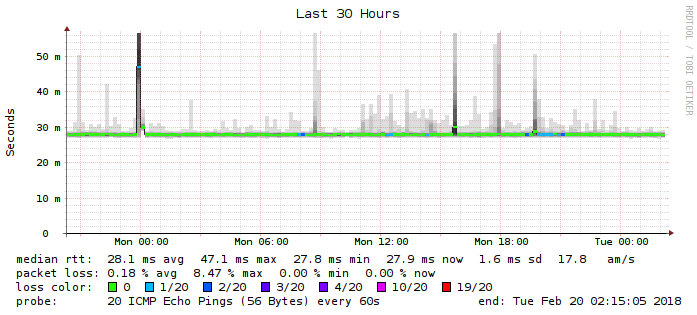 Last 30 Hours
RRDTOOL / TOBI OETIKER
Seconds
50 m
40 m
30 m
20 m
10 m
0
Mon 00:00 Mon 06:00 Mon 12:00 Mon 18:00 Tue 00:00
median rtt: 28.1 ms avg 47.1 ms max 27.8 ms min 27.9 ms now 1.6 ms sd 17.8 am/s
packet loss: 0.18 % avg 8.47 % max 0.00 % min 0.00 % now
loss color: 0 1/20 2/20 3/20 4/20 10/20 19/20
probe: 20 ICMP Echo Pings (56 Bytes) every 60s end: Tue Feb 20 02:15:05 2018